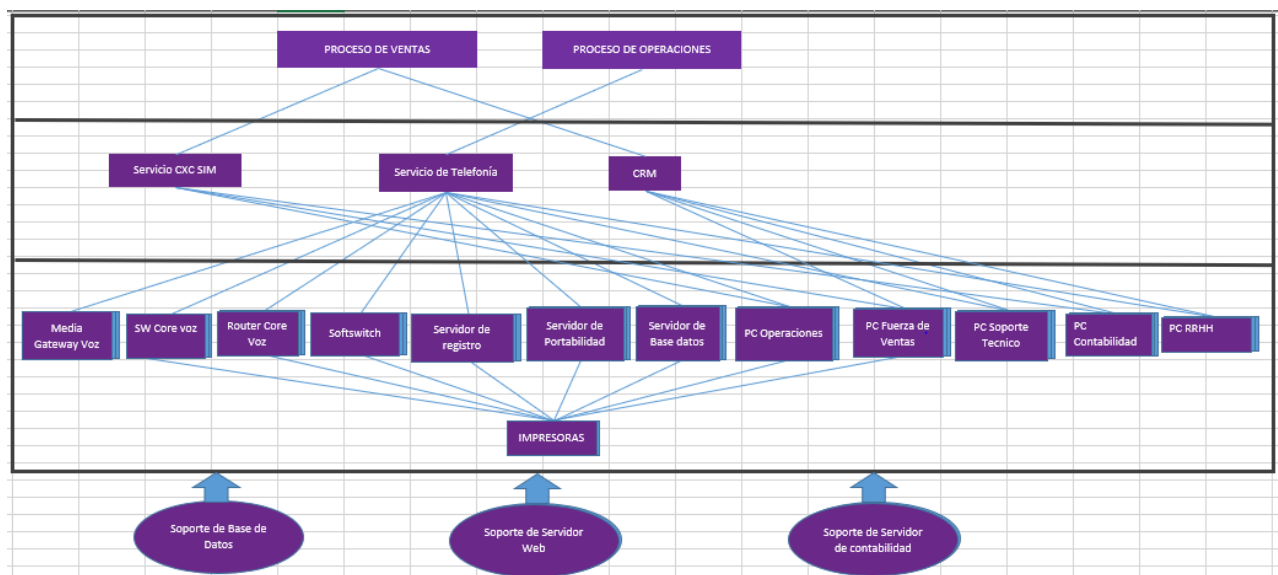 PROCESO DE VENTAS
PROCESO DE OPERACIONES
Servicio CXC SIM
Servicio de Telefonía
CRM
Media
Gateway Voz
SW Core voz
Router Core
Voz
Softswitch
Servidor de
registro
Servidor de
Portabilidad
Servidor de
Base datos
PC Operaciones
PC Fuerza de
Ventas
PC Soporte
Tecnico
PC
Contabilidad
PC RRHH
IMPRESORAS
Soporte de Base de
Datos
Soporte de Servidor
Web
Soporte de Servidor
de contabilidad